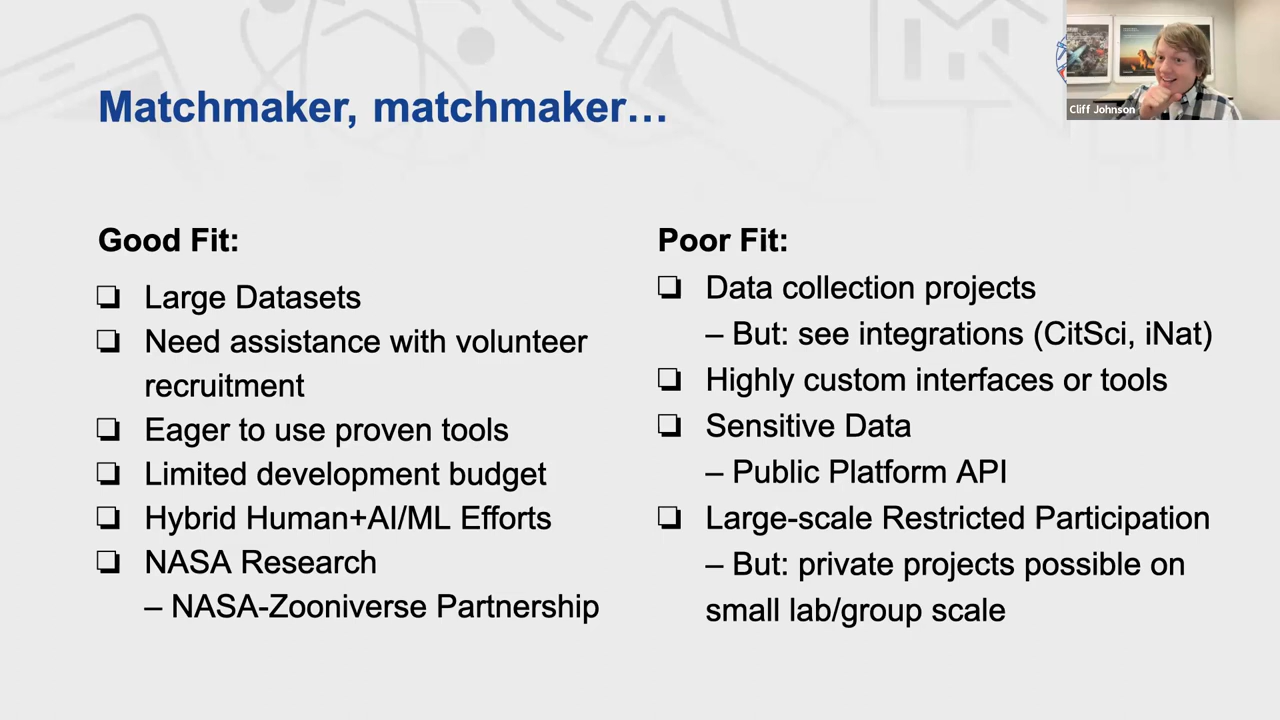 Matchmaker, matchmaker…
Cliff Johnson
Good Fit:
❏ Large Datasets
❏ Need assistance with volunteer
recruitment
❏ Eager to use proven tools
❏ Limited development budget
❏ Hybrid Human+AI/ML Efforts
❏ NASA Research
– NASA-Zooniverse Partnership
Poor Fit:
❏ Data collection projects
– But: see integrations (CitSci, iNat)
❏ Highly custom interfaces or tools
❏ Sensitive Data
– Public Platform API
❏ Large-scale Restricted Participation
– But: private projects possible on
small lab/group scale